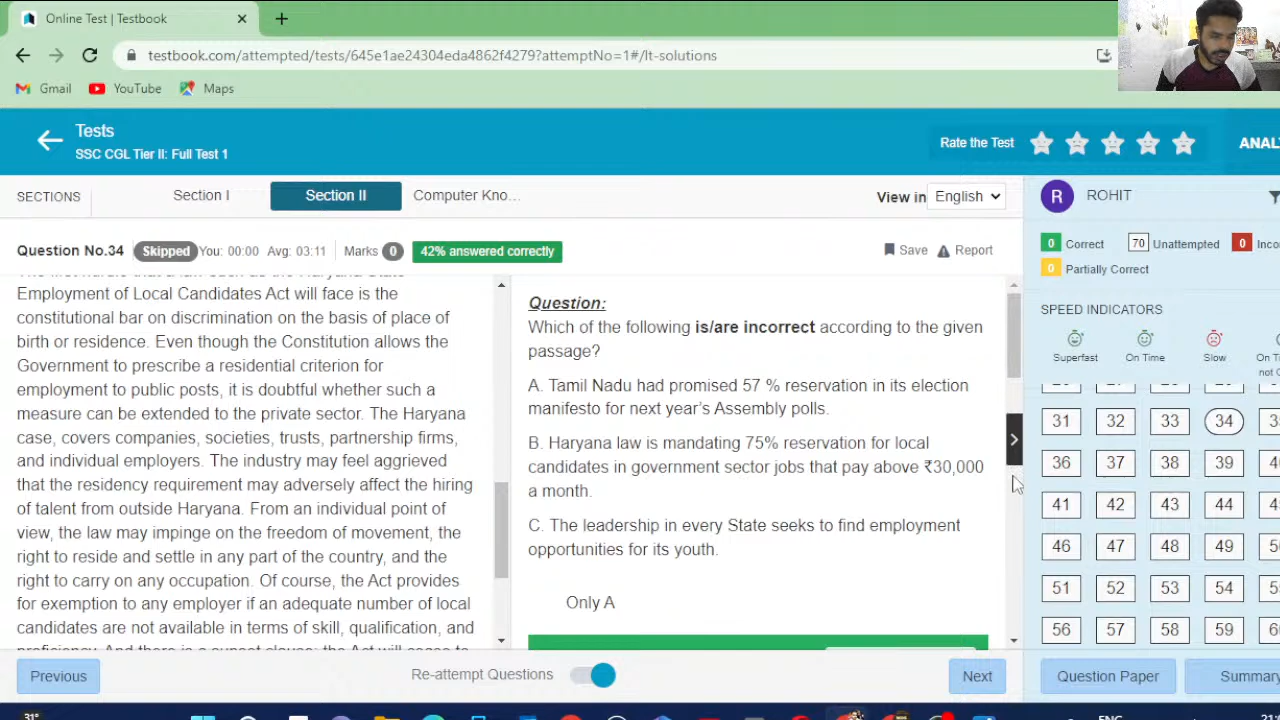 Online Test | Testbook
testbook.com/attempted/tests/645e1ae24304eda4862f4279?attemptNo=1#/lt-solutions
Gmail YouTube Maps
Tests
SSC CGL Tier II: Full Test 1
Rate the Test
ANAL
SECTIONS Section I Section II Computer Kno...
View in English
R ROHIT
Question No.34 Skipped You: 00:00 Avg: 03:11 Marks 0 42% answered correctly
Save Report
0 Correct 70 Unattempted 0 Inco
0 Partially Correct
SPEED INDICATORS
Superfast On Time Slow On Ti
not C
Employment of Local Candidates Act will face is the
constitutional bar on discrimination on the basis of place of
birth or residence. Even though the Constitution allows the
Government to prescribe a residential criterion for
employment to public posts, it is doubtful whether such a
measure can be extended to the private sector. The Haryana
case, covers companies, societies, trusts, partnership firms,
and individual employers. The industry may feel aggrieved
that the residency requirement may adversely affect the hiring
of talent from outside Haryana. From an individual point of
view, the law may impinge on the freedom of movement, the
right to reside and settle in any part of the country, and the
right to carry on any occupation. Of course, the Act provides
for exemption to any employer if an adequate number of local
candidates are not available in terms of skill, qualification, and
Question:
Which of the following is/are incorrect according to the given
passage?
A. Tamil Nadu had promised 57 % reservation in its election
manifesto for next year's Assembly polls.
B. Haryana law is mandating 75% reservation for local
candidates in government sector jobs that pay above ₹30,000
a month.
C. The leadership in every State seeks to find employment
opportunities for its youth.
Only A
31 32 33 34
36 37 38 39
41 42 43 44
46 47 48 49
51 52 53 54
56 57 58 59
Previous
Re-attempt Questions
Next
Question Paper
Summary
31°
ENG